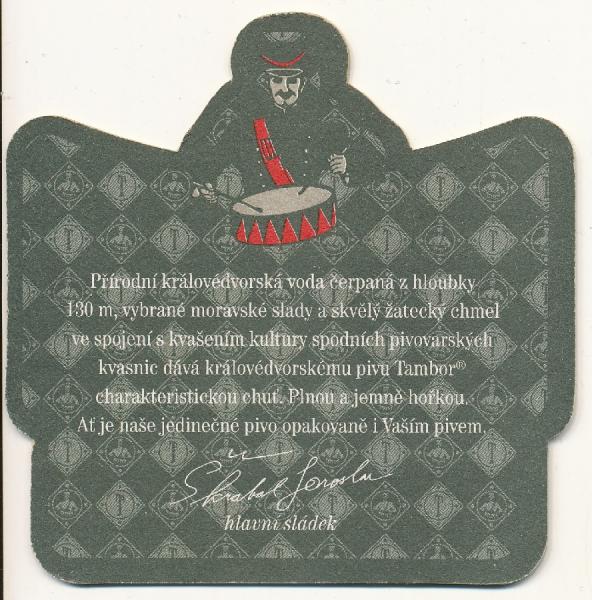 Přírodní královédvorská voda čerpaná z hloubky
130 m, vybrané moravské slady a skvělý žatecký chmel
ve spojení s kvašením kultury spodních pivovarských
kvasnic dává královédvorskému pivu Tambor®
charakteristickou chuť. Plnou a jemně hořkou.
Ať je naše jedinečné pivo opakovaně i Vaším pivem.
Skrabal Jaroslav
hlavní sládek